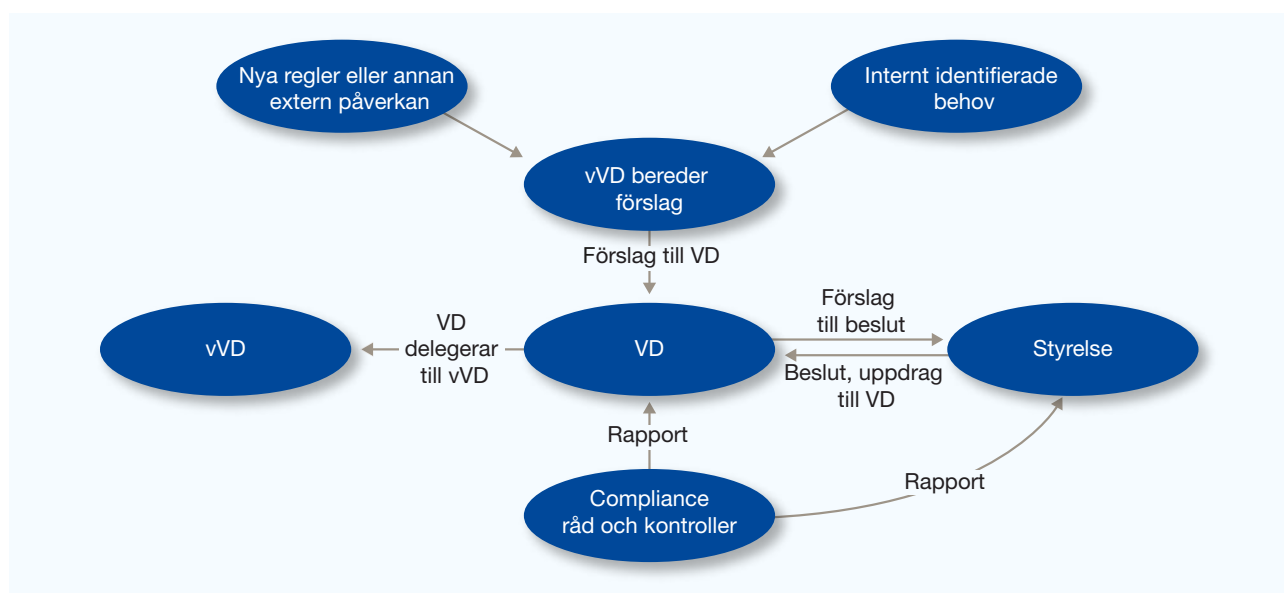 Nya regler eller annan
extern påverkan
Internt identifierade
behov
vVD bereder
förslag
Förslag till VD
vVD
VD
delegerar
till vVD
VD
Förslag
till beslut
Beslut, uppdrag
till VD
Styrelse
Rapport
Compliance
råd och kontroller
Rapport